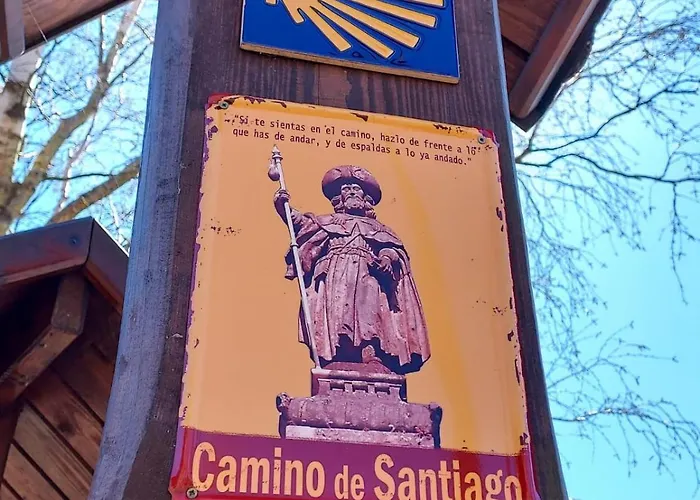 "Si te sientas en el camino, hazlo de frente a lo
que has de andar, y de espaldas a lo ya andado."
Camino de Santiago